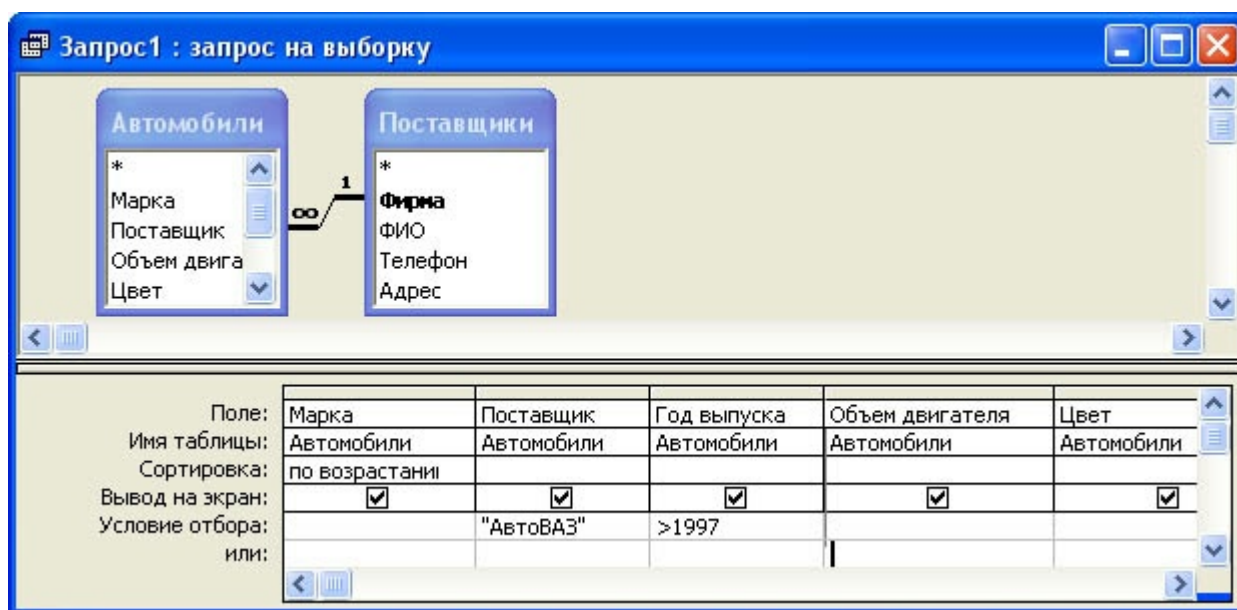 Запрос1 : запрос на выборку
Автомобили
*
Марка
Поставщик
Объем двига
Цвет
∞ 1
Поставщики
*
Фирма
ФИО
Телефон
Адрес
Поле: Марка Поставщик Год выпуска Объем двигателя Цвет
Имя таблицы: Автомобили Автомобили Автомобили Автомобили Автомобили
Сортировка: по возрастани
Вывод на экран:
Условие отбора: "АвтоВАЗ" >1997
или: